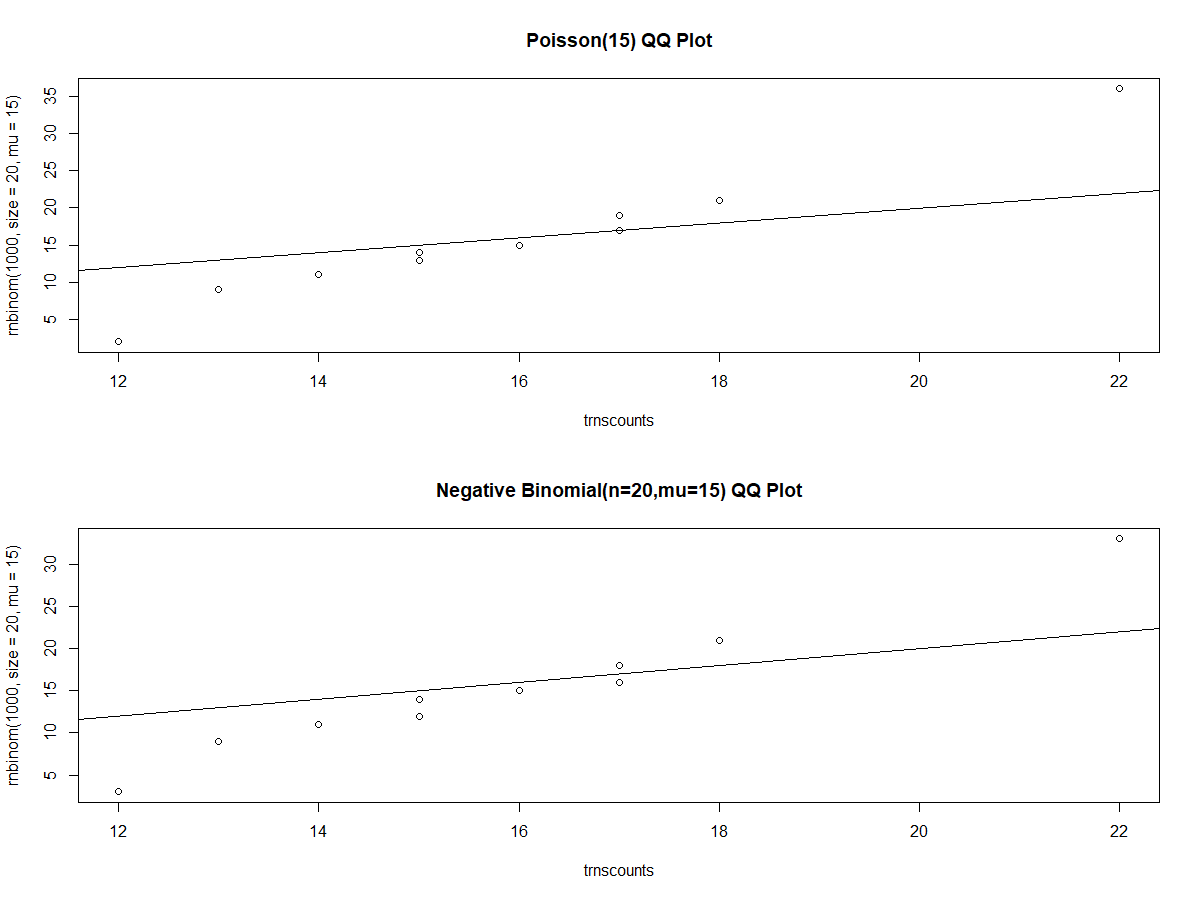 Poisson(15) QQ Plot
rnbinom(1000, size = 20, mu = 15)
35
30
25
20
15
10
5
12 14 16 18 20 22
trnscounts
Negative Binomial(n=20,mu=15) QQ Plot
rnbinom(1000, size = 20, mu = 15)
30
25
20
15
10
5
12 14 16 18 20 22
trnscounts